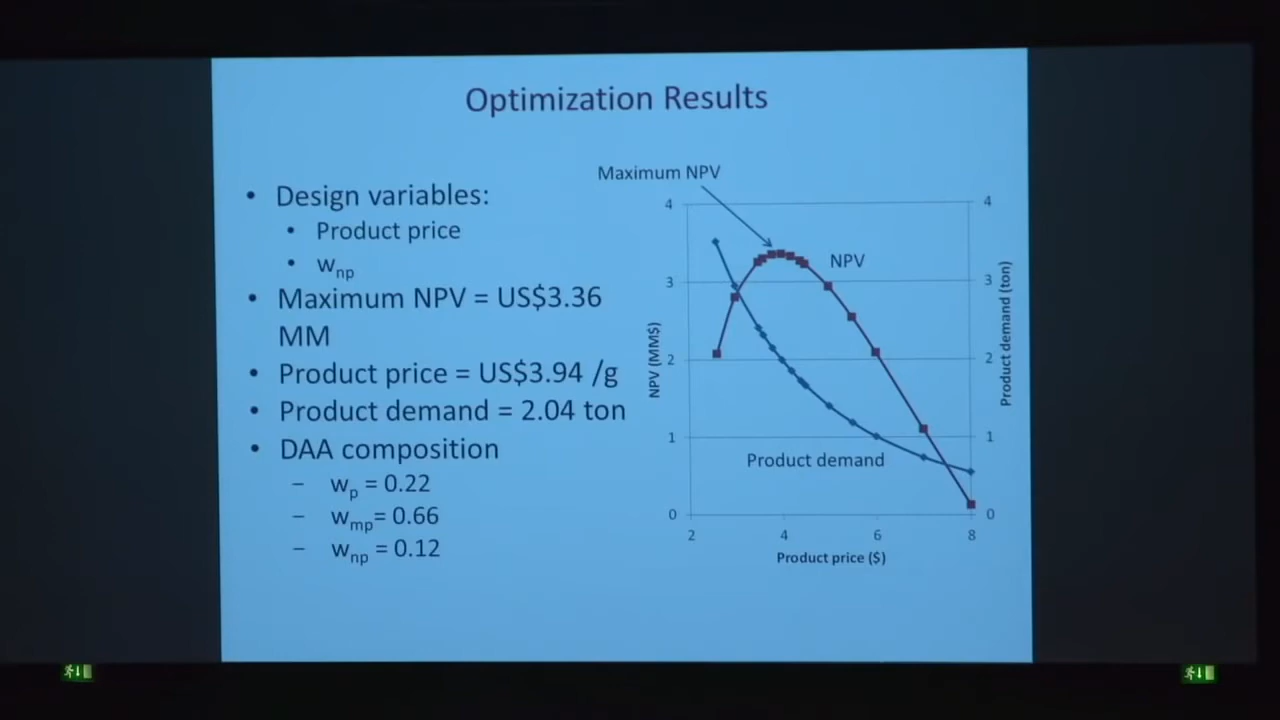 Optimization Results
• Design variables:
• Product price
• wnp
• Maximum NPV = US$3.36
MM
• Product price = US$3.94 /g
• Product demand = 2.04 ton
• DAA composition
– wp = 0.22
– wmp= 0.66
– wnp = 0.12
Maximum NPV
4
3
2
1
0
NPV (MM$)
NPV
Product demand
4
3
2
1
0
Product demand (ton)
2 4 6 8
Product price ($)